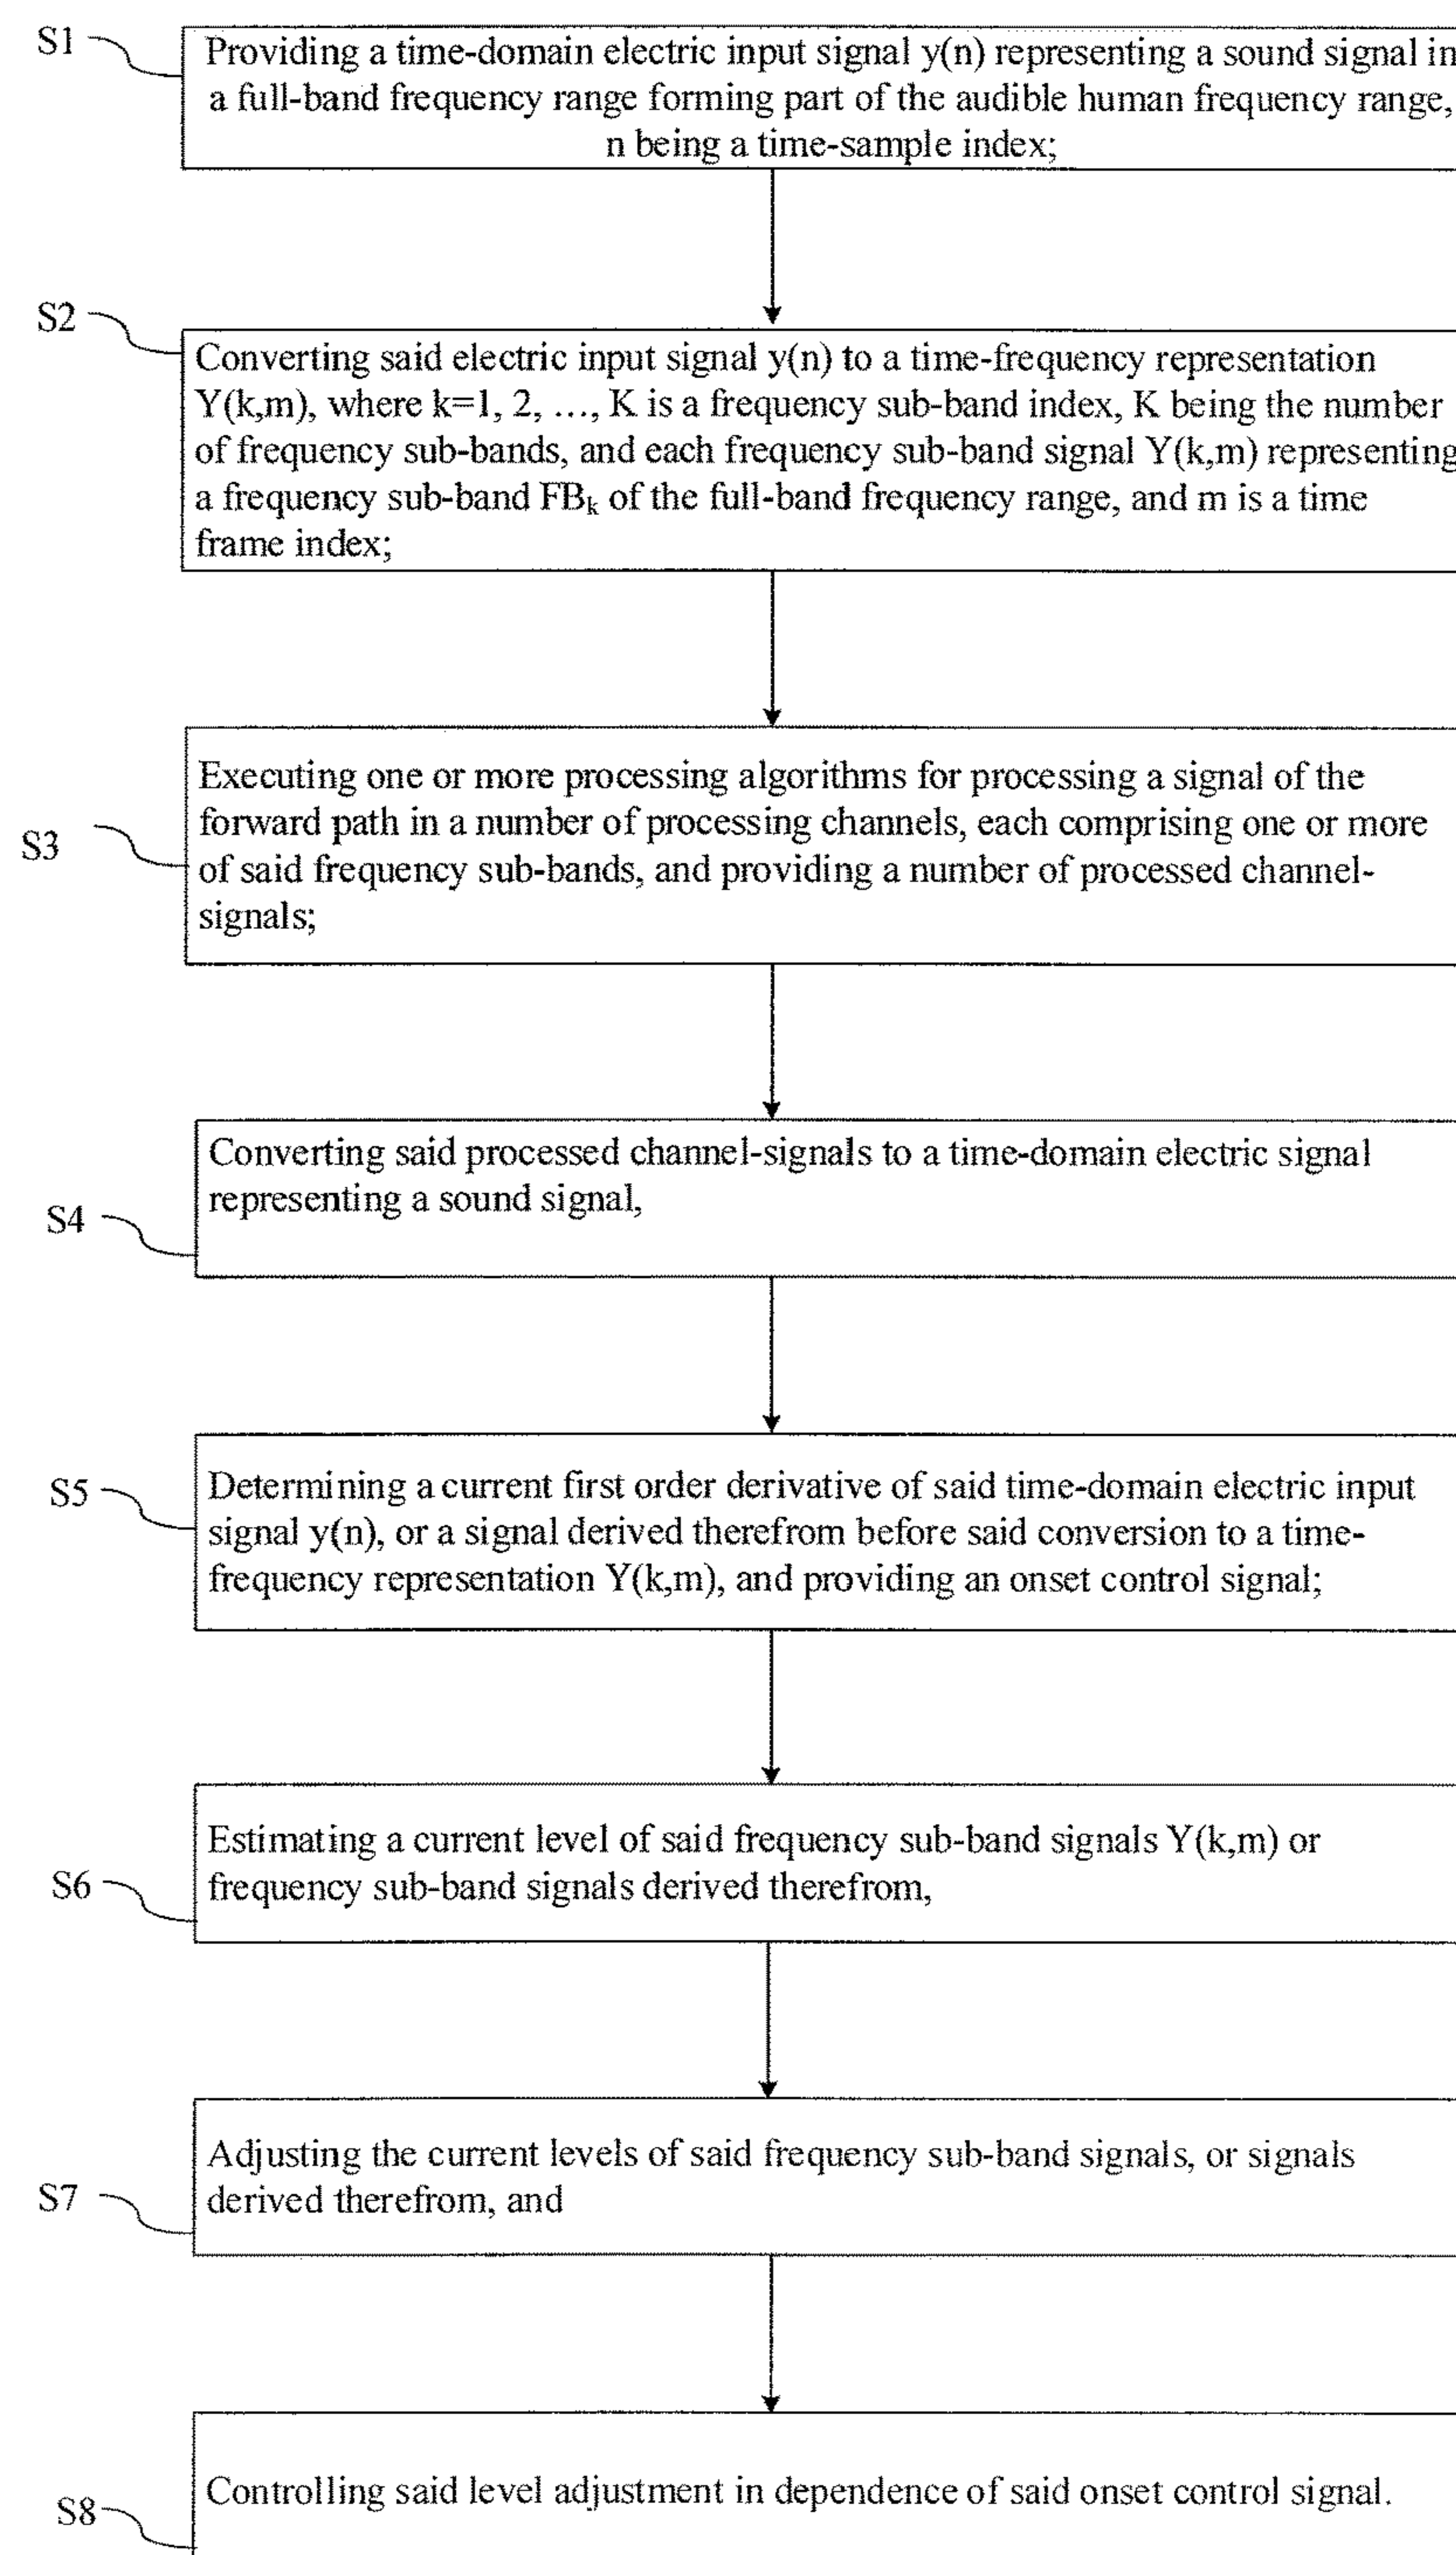 S1
Providing a time-domain electric input signal y(n) representing a sound signal in
a full-band frequency range forming part of the audible human frequency range,
n being a time-sample index;
S2
Converting said electric input signal y(n) to a time-frequency representation
Y(k,m), where k=1, 2, …, K is a frequency sub-band index, K being the number
of frequency sub-bands, and each frequency sub-band signal Y(k,m) representing
a frequency sub-band FBk of the full-band frequency range, and m is a time
frame index;
S3
Executing one or more processing algorithms for processing a signal of the
forward path in a number of processing channels, each comprising one or more
of said frequency sub-bands, and providing a number of processed channel-
signals;
S4
Converting said processed channel-signals to a time-domain electric signal
representing a sound signal,
S5
Determining a current first order derivative of said time-domain electric input
signal y(n), or a signal derived therefrom before said conversion to a time-
frequency representation Y(k,m), and providing an onset control signal;
S6
Estimating a current level of said frequency sub-band signals Y(k,m) or
frequency sub-band signals derived therefrom,
S7
Adjusting the current levels of said frequency sub-band signals, or signals
derived therefrom, and
S8
Controlling said level adjustment in dependence of said onset control signal.